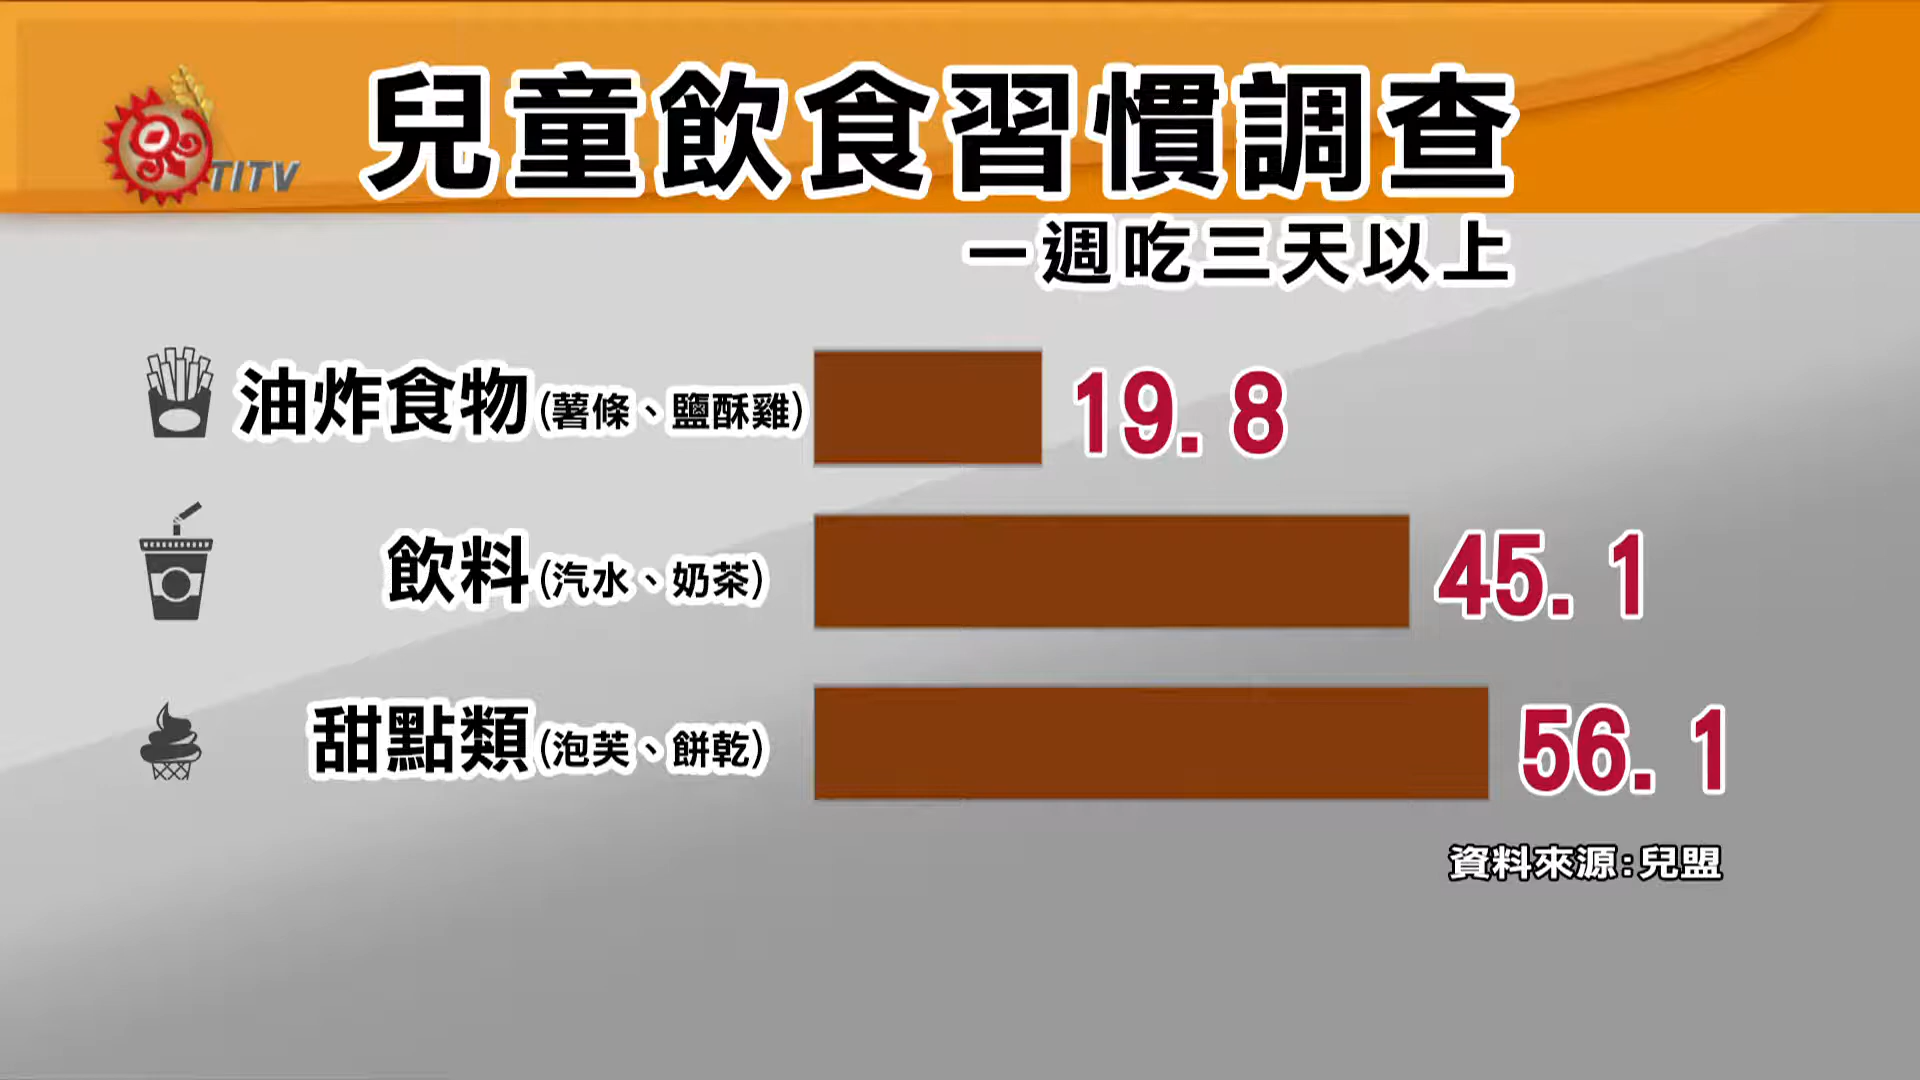 TITV
兒童飲食習慣調查
一週吃三天以上
油炸食物(薯條、鹽酥雞) 19.8
飲料(汽水、奶茶) 45.1
甜點類(泡芙、餅乾) 56.1
資料來源:兒盟